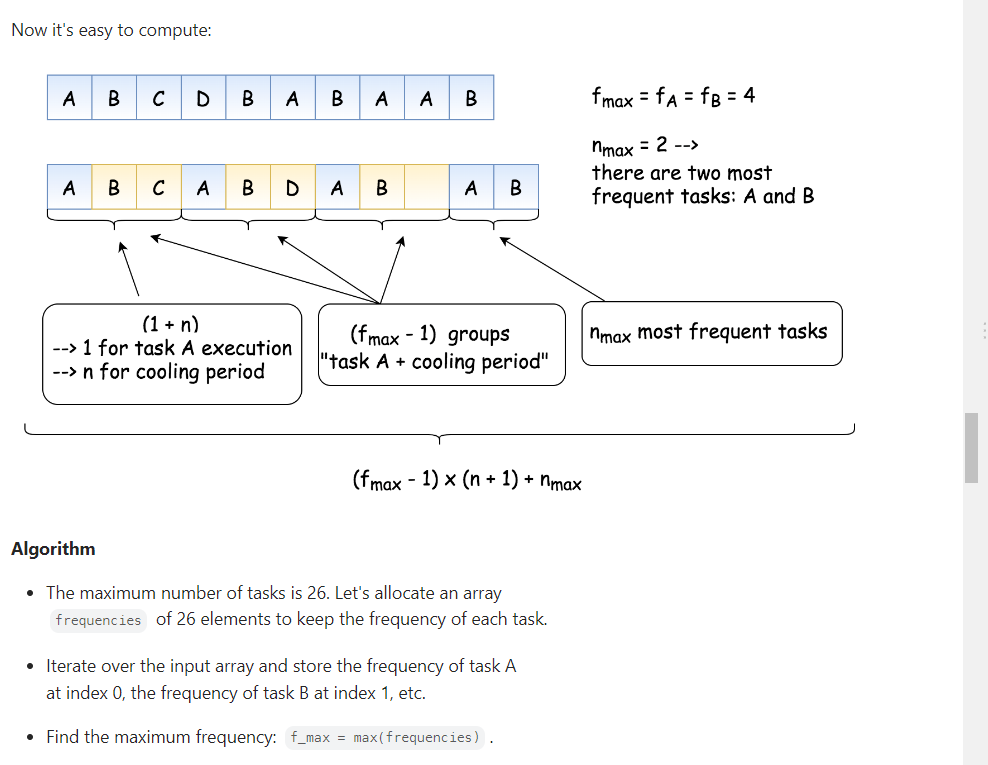 Now it's easy to compute:
A B C D B A B A A B
fmax = fA = fB = 4
nmax = 2 -->
there are two most
frequent tasks: A and B
A B C A B D A B A B
(1 + n)
--> 1 for task A execution
--> n for cooling period
(fmax - 1) groups
"task A + cooling period"
nmax most frequent tasks
(fmax - 1) x (n + 1) + nmax
Algorithm
• The maximum number of tasks is 26. Let's allocate an array
frequencies of 26 elements to keep the frequency of each task.
• Iterate over the input array and store the frequency of task A
at index 0, the frequency of task B at index 1, etc.
• Find the maximum frequency: f_max = max(frequencies) .